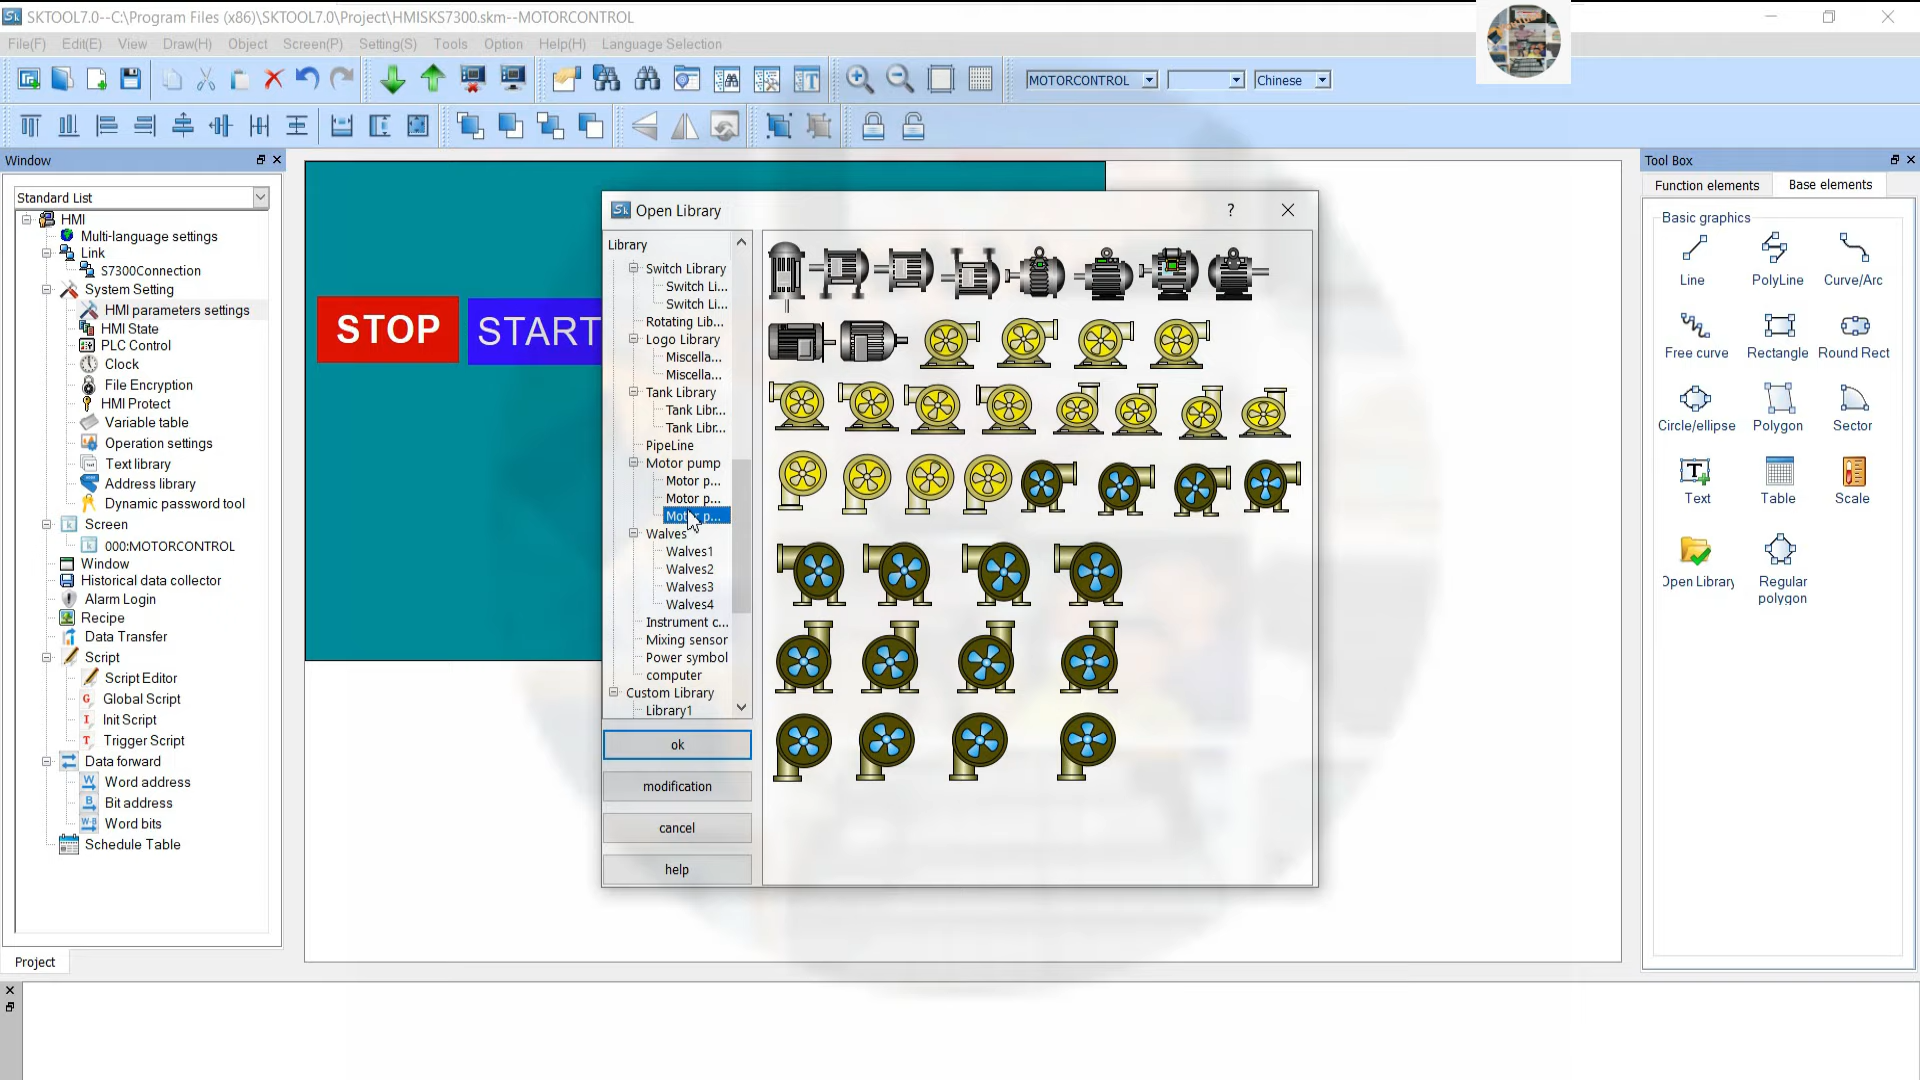 SKTOOL7.0--C:\Program Files (x86)\SKTOOL7.0\Project\HMISKS7300.skm--MOTORCONTROL
File(F) Edit(E) View Draw(H) Object Screen(P) Setting(S) Tools Option Help(H) Language Selection
MOTORCONTROL Chinese
Window
Standard List
HMI
Multi-language settings
Link
S7300Connection
System Setting
HMI parameters settings
HMI State
PLC Control
Clock
File Encryption
HMI Protect
Variable table
Operation settings
Text library
Address library
Dynamic password tool
Screen
000:MOTORCONTROL
Window
Historical data collector
Alarm Login
Recipe
Data Transfer
Script
Script Editor
Global Script
Init Script
Trigger Script
Data forward
Word address
Bit address
Word bits
Schedule Table
Project
STOP
START
Open Library
?
Library
Switch Library
Switch Li...
Switch Li...
Rotating Lib...
Logo Library
Miscella...
Miscella...
Tank Library
Tank Libr...
Tank Libr...
PipeLine
Motor pump
Motor p...
Motor p...
Motor p...
Walves
Walves1
Walves2
Walves3
Walves4
Instrument c...
Mixing sensor
Power symbol
computer
Custom Library
Library1
ok
modification
cancel
help
Tool Box
Function elements Base elements
Basic graphics
Line PolyLine Curve/Arc
Free curve Rectangle Round Rect
Circle/ellipse Polygon Sector
Text Table Scale
Open Library Regular
polygon